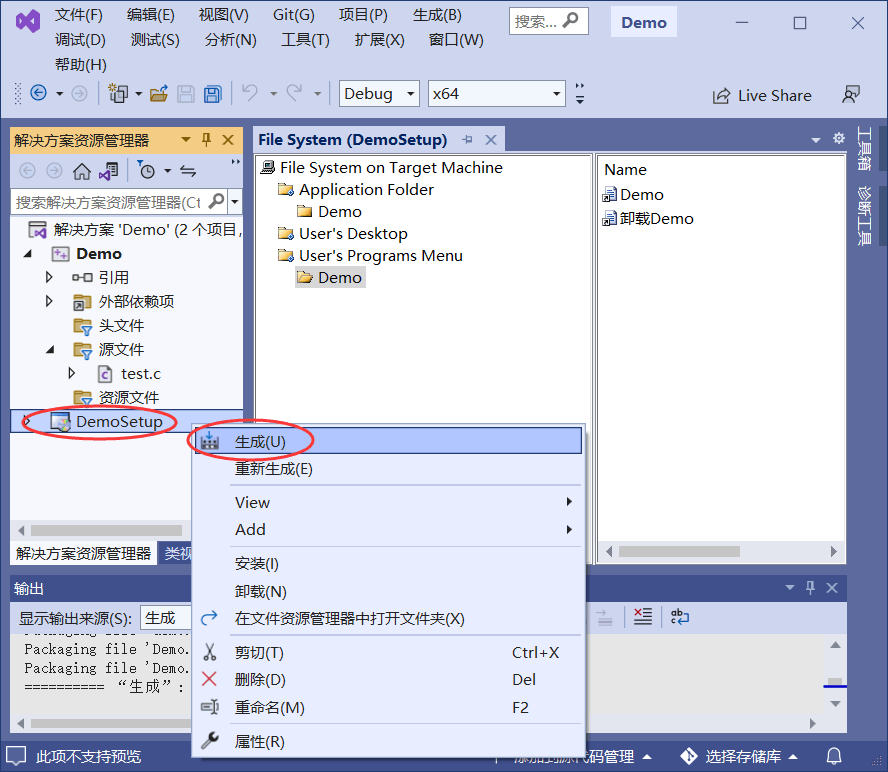 文件(F) 编辑(E) 视图(V) Git(G) 项目(P) 生成(B)
调试(D) 测试(S) 分析(N) 工具(T) 扩展(X) 窗口(W)
帮助(H)
搜索...
Demo
Debug
x64
Live Share
解决方案资源管理器
搜索解决方案资源管理器(Ct
解决方案 'Demo' (2 个项目,
Demo
引用
外部依赖项
头文件
源文件
test.c
资源文件
DemoSetup
解决方案资源管理器 类视
File System (DemoSetup)
File System on Target Machine
Application Folder
Demo
User's Desktop
User's Programs Menu
Demo
Name
Demo
卸载Demo
工具箱
诊断工具
生成(U)
重新生成(E)
View
Add
安装(I)
卸载(N)
在文件资源管理器中打开文件夹(X)
剪切(T) Ctrl+X
删除(D) Del
重命名(M) F2
属性(R)
输出
显示输出来源(S): 生成
Packaging file 'Demo.
Packaging file 'Demo.
========== “生成”:
此项不支持预览
添加到源代码管理
选择存储库